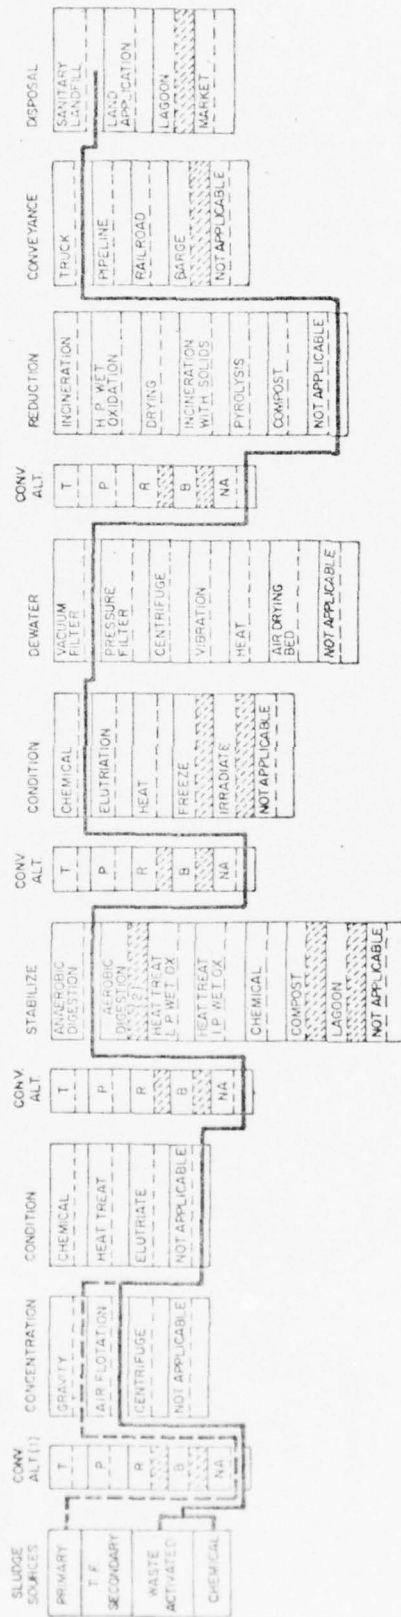 SLUDGE
SOURCES
PRIMARY
T. F.
SECONDARY
WASTE
ACTIVATED
CHEMICAL
CONV
ALT (1)
T
P
R
B
NA
CONCENTRATION
GRAVITY
AIR FLOTATION
CENTRIFUGE
NOT APPLICABLE
CONDITION
CHEMICAL
HEAT TREAT
ELUTRIATE
NOT APPLICABLE
CONV.
ALT.
T
P
R
B
NA
STABILIZE
ANAEROBIC
DIGESTION
AEROBIC
DIGESTION
(2)
HEAT TREAT
L P WET OX
HEAT TREAT
I.P. WET OX.
CHEMICAL
COMPOST
LAGOON
NOT APPLICABLE
CONV
ALT.
T
P
R
B
NA
CONDITION
CHEMICAL
ELUTRIATION
HEAT
FREEZE
IRRADIATE
NOT APPLICABLE
DEWATER
VACUUM
FILTER
PRESSURE
FILTER
CENTRIFUGE
VIBRATION
HEAT
AIR DRYING
BED
NOT APPLICABLE
CONV
ALT.
T
P
R
B
NA
REDUCTION
INCINERATION
H.P. WET
OXIDATION
DRYING
INCINERATION
WITH SOLIDS
PYROLYSIS
COMPOST
NOT APPLICABLE
CONVEYANCE
TRUCK
PIPELINE
RAILROAD
BARGE
NOT APPLICABLE
DISPOSAL
SANITARY
LANDFILL
LAND
APPLICATION
LAGOON
MARKET